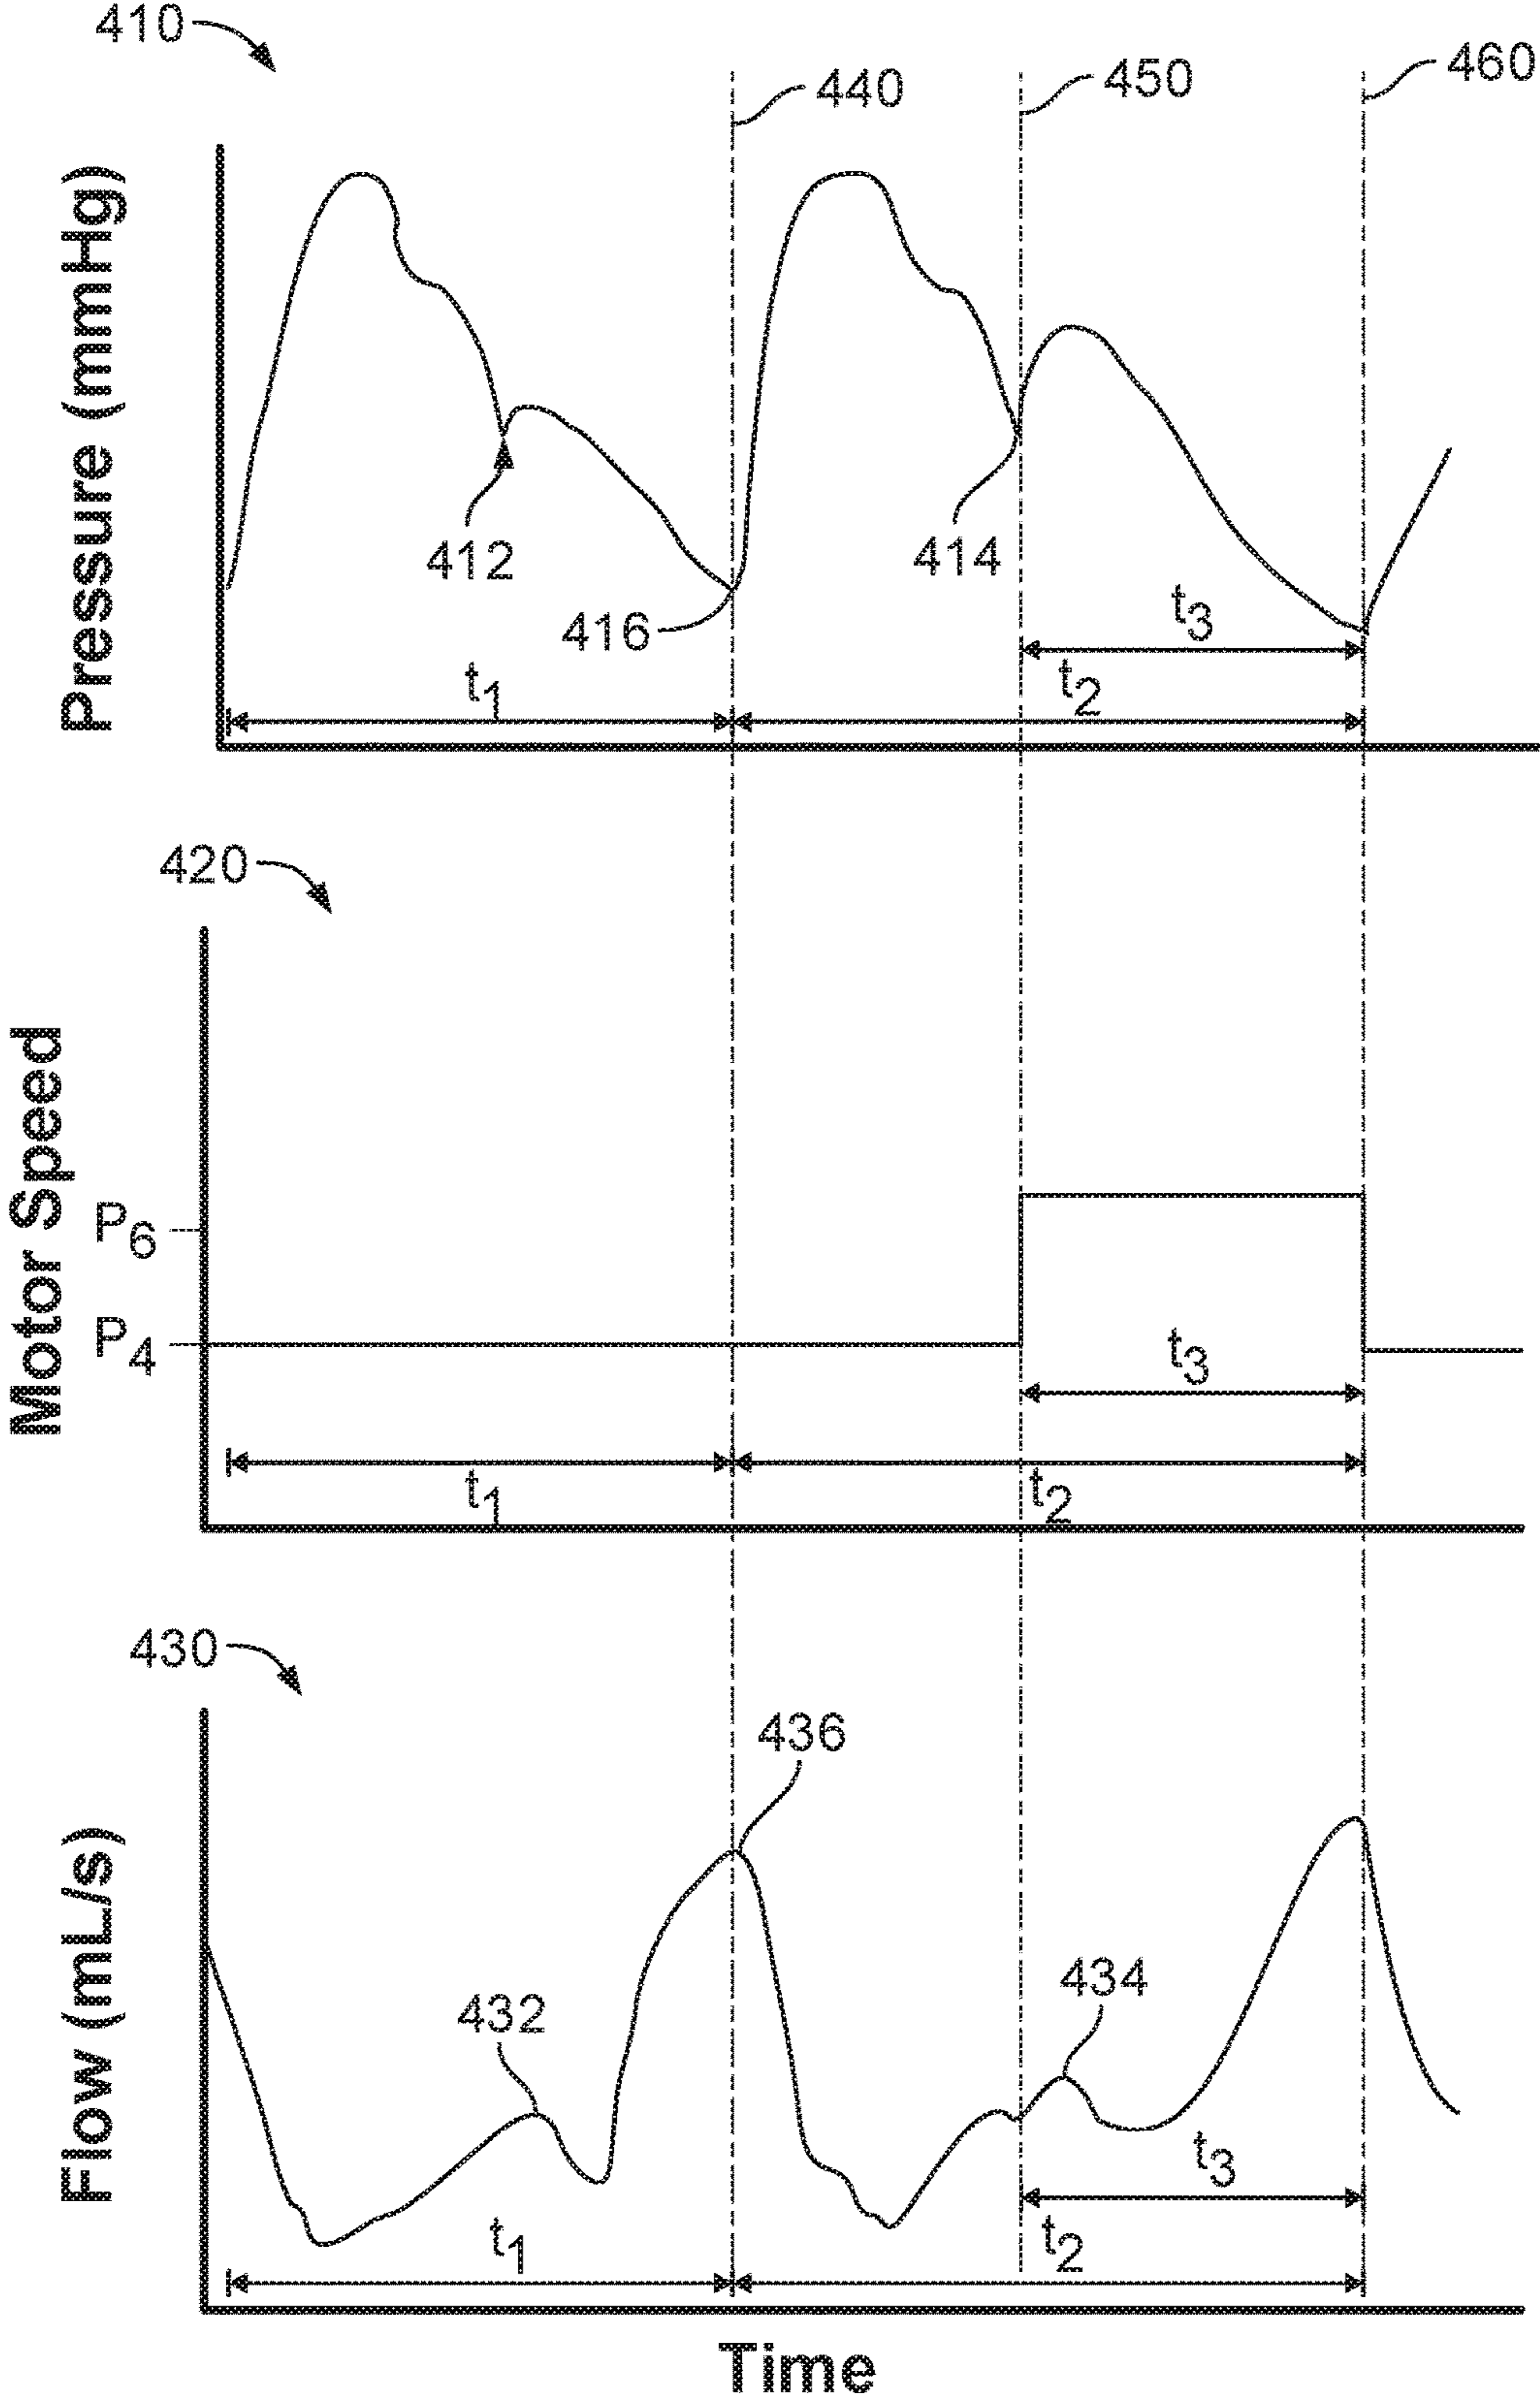 410
440
450
460
Pressure (mmHg)
412
414
416
t3
t1
t2
420
Motor Speed
P6
P4
t3
t1
t2
430
436
Flow (mL/s)
432
434
t3
t1
t2
Time